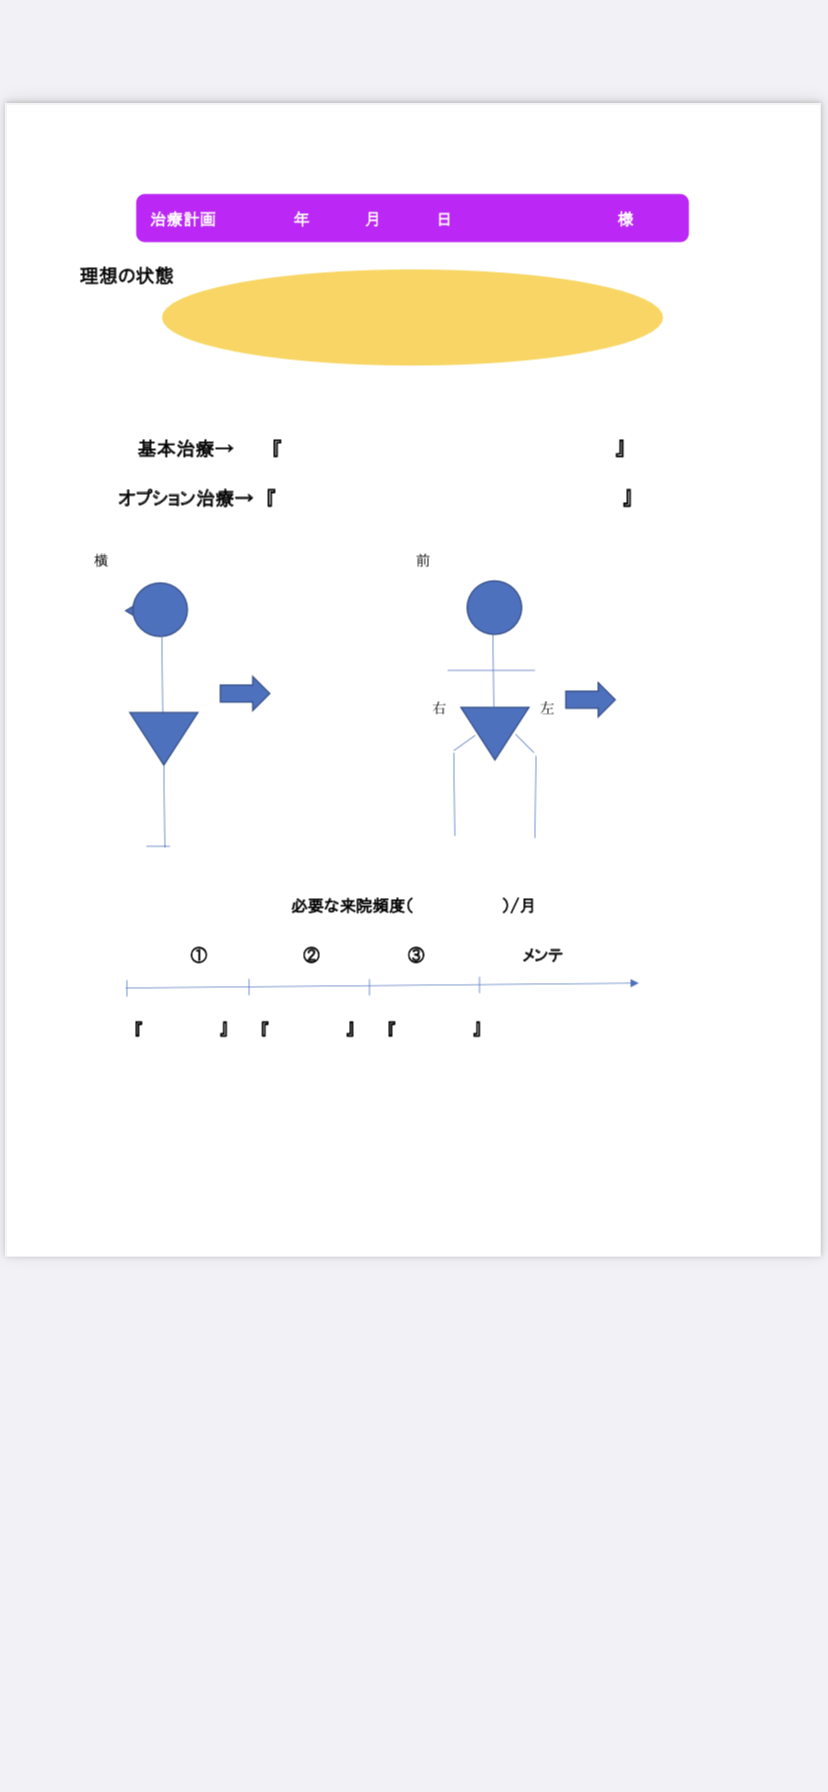 治療計画 年 月 日 様
理想の状態
基本治療→ 『 』
オプション治療→『 』
横 前
右 左
必要な来院頻度( )/月
① ② ③ メンテ
『 』 『 』 『 』